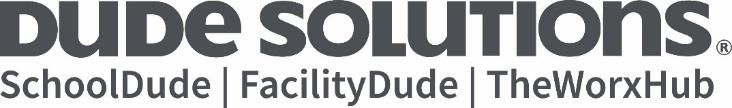 DUDE SOLUTIONS®
SchoolDude | FacilityDude | TheWorxHub